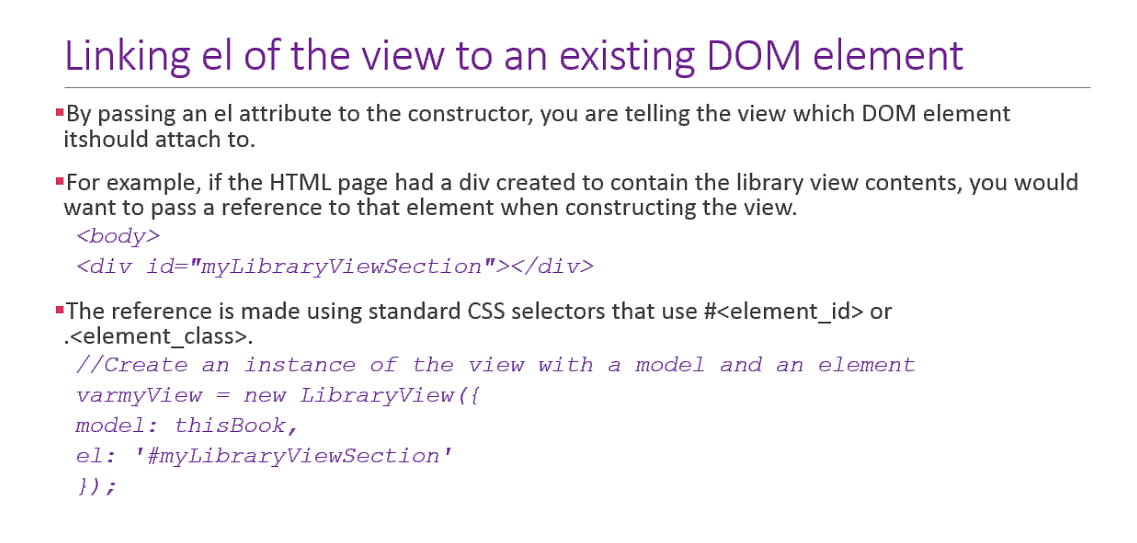 Linking el of the view to an existing DOM element
▪By passing an el attribute to the constructor, you are telling the view which DOM element
itshould attach to.
▪For example, if the HTML page had a div created to contain the library view contents, you would
want to pass a reference to that element when constructing the view.
<body>
<div id="myLibraryViewSection"></div>
▪The reference is made using standard CSS selectors that use #<element_id> or
.<element_class>.
//Create an instance of the view with a model and an element
varmyView = new LibraryView({
model: thisBook,
el: '#myLibraryViewSection'
});